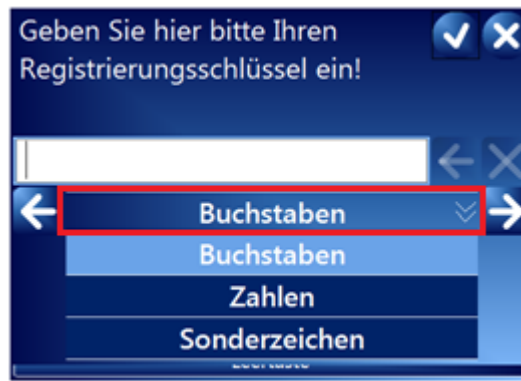 Geben Sie hier bitte Ihren
Registrierungsschlüssel ein!
Buchstaben
Buchstaben
Zahlen
Sonderzeichen